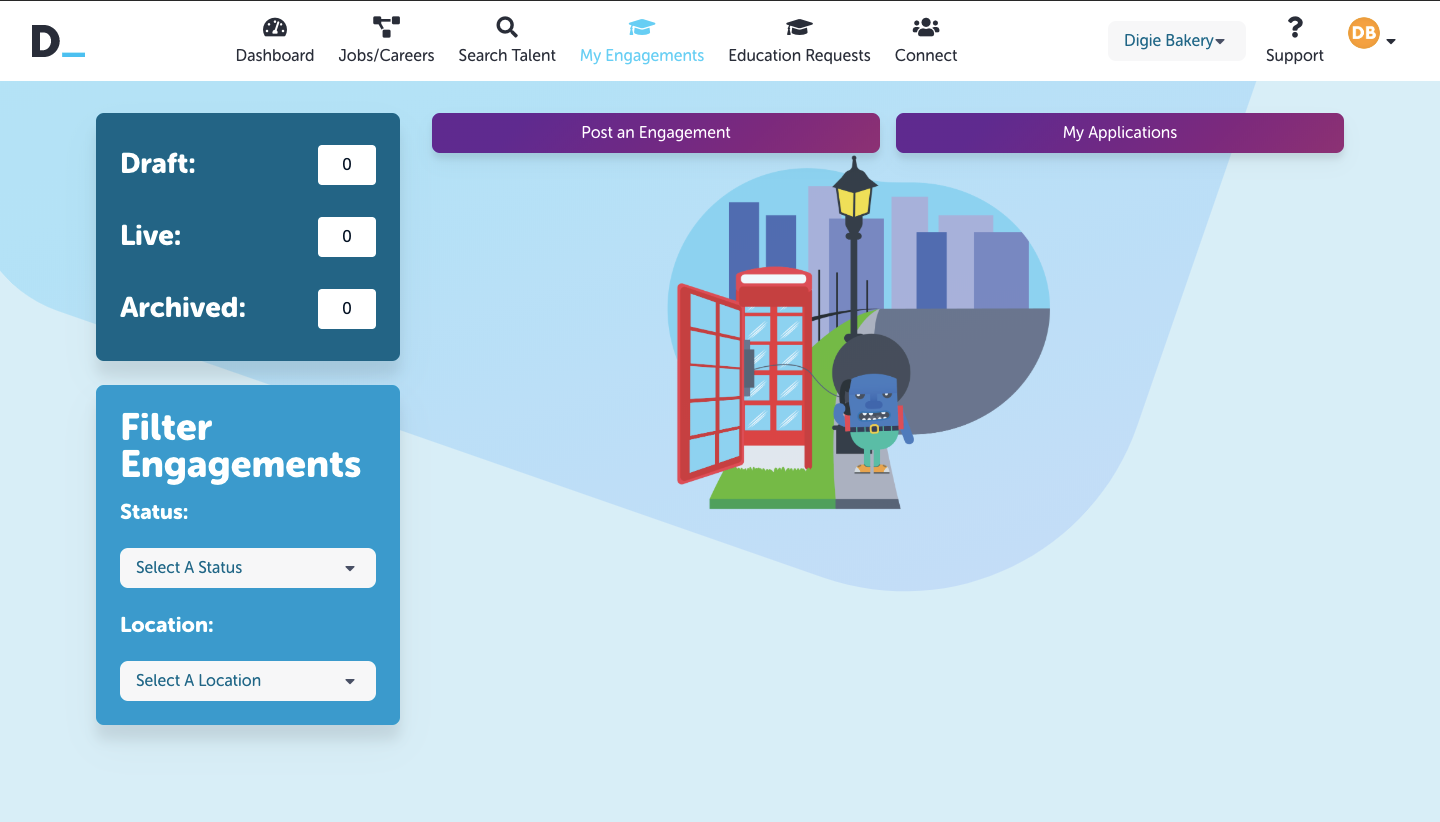 D_
Dashboard
Jobs/Careers
Search Talent
My Engagements
Education Requests
Connect
Digie Bakery
Support
DB
Draft:
0
Live:
0
Archived:
0
Filter
Engagements
Status:
Select A Status
Location:
Select A Location
Post an Engagement
My Applications